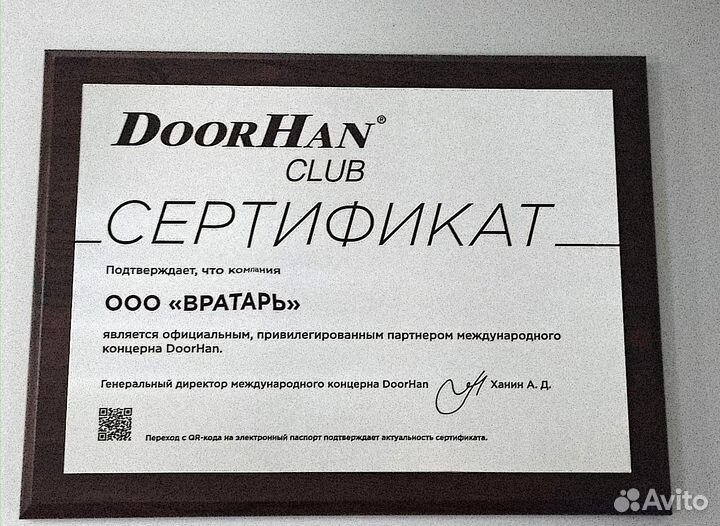 DOORHAN®
CLUB
СЕРТИФИКАТ
Подтверждает, что компания
ООО «ВРАТАРЬ»
является официальным, привилегированным партнером международного
концерна DoorHan.
Генеральный директор международного концерна DoorHan Ханин А. Д.
Переход с QR-кода на электронный паспорт подтверждает актуальность сертификата.
Avito